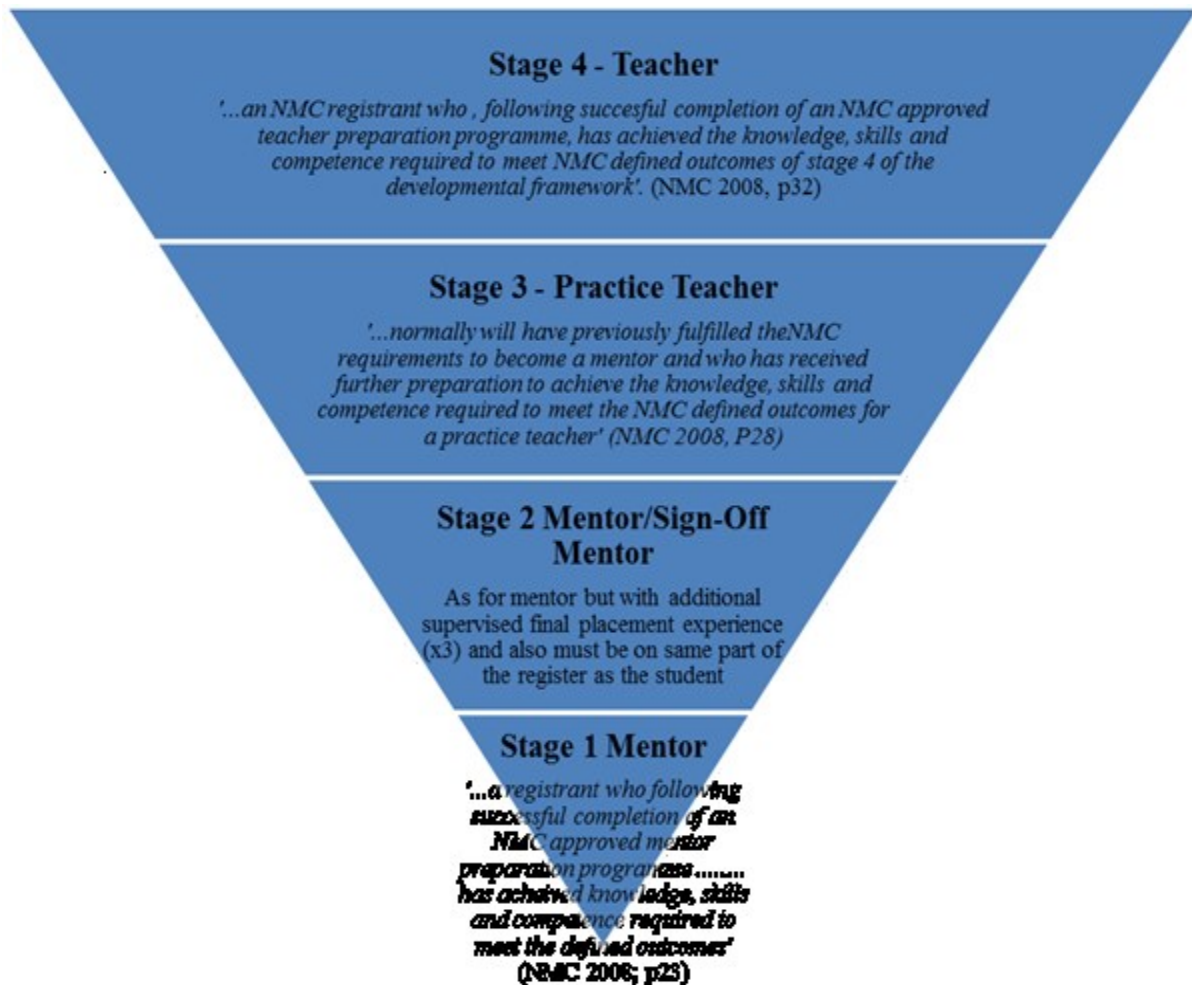 Stage 4 - Teacher
'...an NMC registrant who , following succesful completion of an NMC approved
teacher preparation programme, has achieved the knowledge, skills and
competence required to meet NMC defined outcomes of stage 4 of the
developmental framework'. (NMC 2008, p32)
Stage 3 - Practice Teacher
'...normally will have previously fulfilled theNMC
requirements to become a mentor and who has received
further preparation to achieve the knowledge, skills and
competence required to meet the NMC defined outcomes for
a practice teacher' (NMC 2008, P28)
Stage 2 Mentor/Sign-Off
Mentor
As for mentor but with additional
supervised final placement experience
(x3) and also must be on same part of
the register as the student
Stage 1 Mentor
'...a registrant who following
successful completion of an
NMC approved mentor
preparation programme ........
has acheived knowledge, skills
and competence required to
meet the defined outcomes'
(NMC 2008; p23)